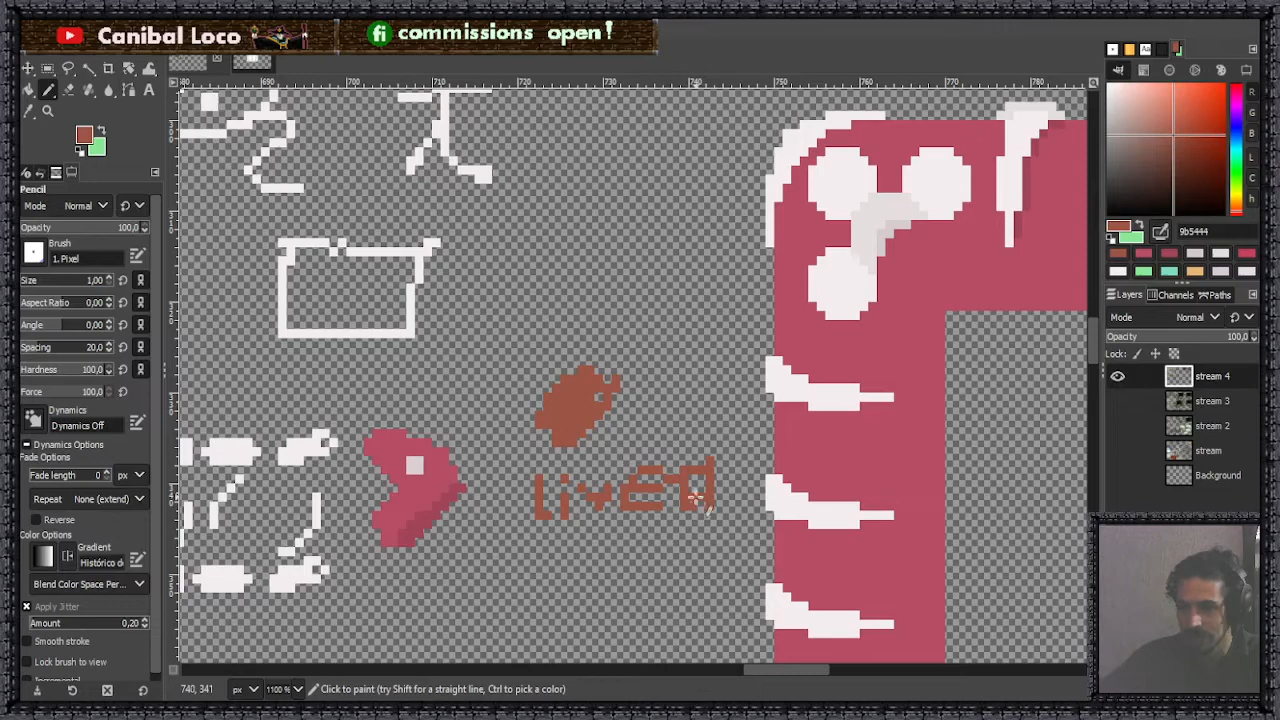 Canibal Loco
fi commissions open!
Pencil
Mode Normal
Opacity 100,0
Brush
1. Pixel
Size 1,00
Aspect Ratio 0,00
Angle 0,00
Spacing 20,0
Hardness 100,0
Force 100,0
Dynamics
Dynamics Off
Dynamics Options
Fade Options
Fade length 0 px
Repeat None (extend)
Reverse
Color Options
Gradient
Histórico d
Blend Color Space Per...
Apply Jitter
Amount 0,20
Smooth stroke
Lock brush to view
Incremental
690 700 710 720 730 740 750 760 770 780
740, 341 px 1100 % Click to paint (try Shift for a straight line, Ctrl to pick a color)
R
G
B
L
C
h
9b5444
Layers Channels Paths
Mode Normal
Opacity 100,0
Lock:
stream 4
stream 3
stream 2
stream
Background